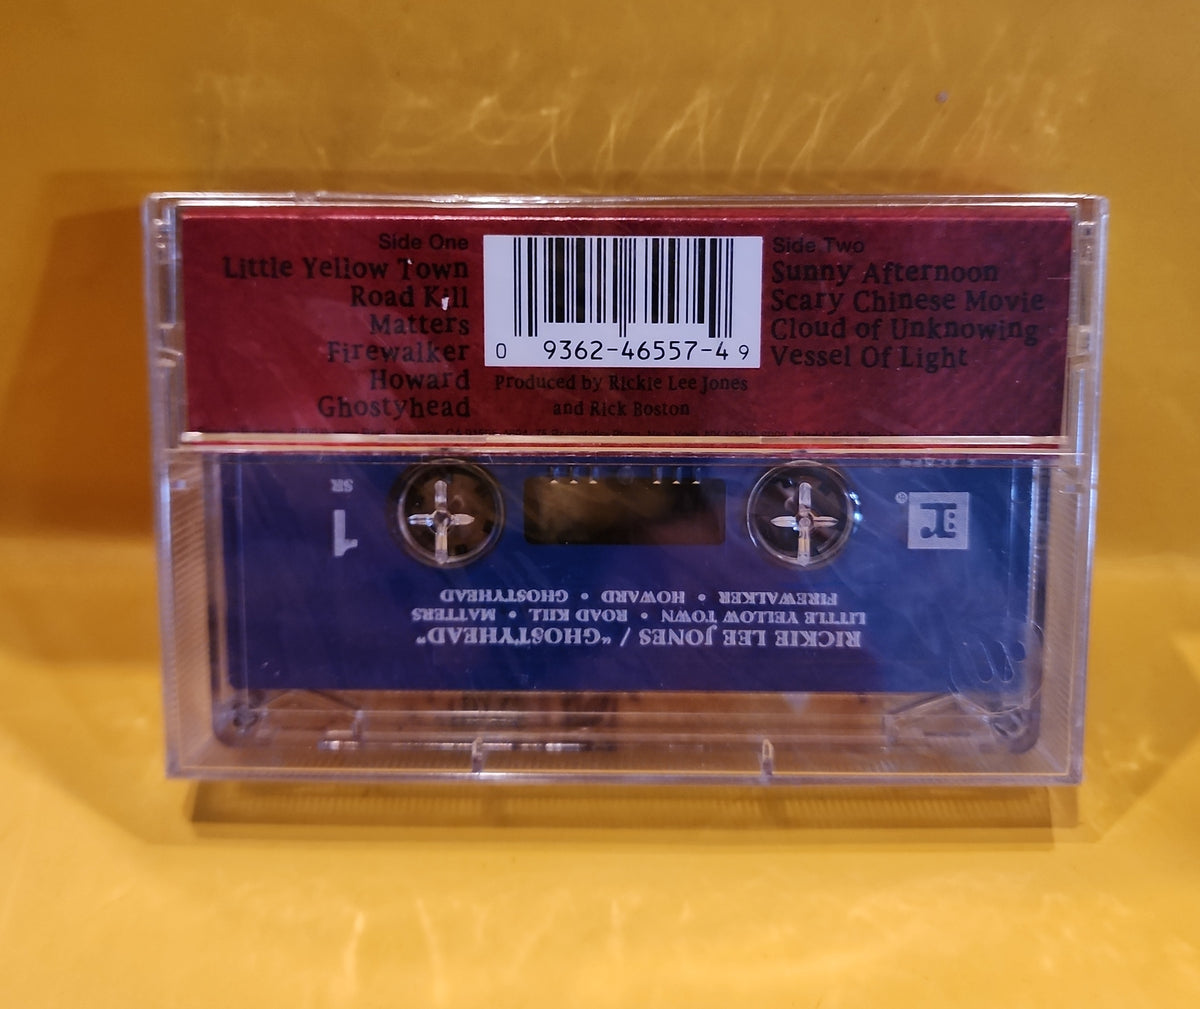 Side One
Little Yellow Town
Road Kill
Matters
Firewalker
Howard
Ghostyhead
0 9362-46557-4 9
Produced by Rickie Lee Jones
and Rick Boston
Side Two
Sunny Afternoon
Scary Chinese Movie
Cloud of Unknowing
Vessel Of Light
RICKIE LEE JONES / "GHOSTYHEAD"
LITTLE YELLOW TOWN • ROAD KILL • MATTERS
FIREWALKER • HOWARD • GHOSTYHEAD
1
SR
r:
®